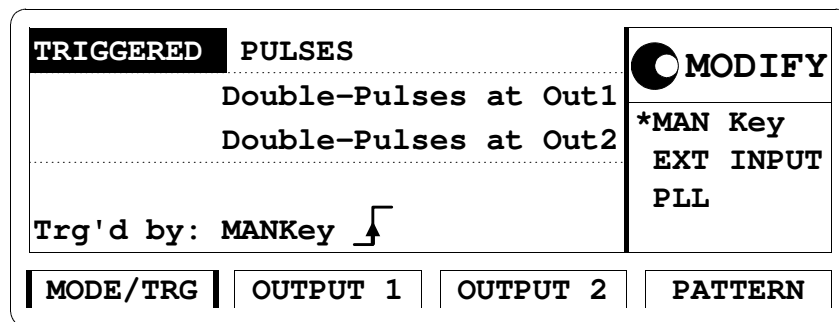 TRIGGERED PULSES
Double-Pulses at Out1
Double-Pulses at Out2
Trg'd by: MANKey
MODIFY
*MAN Key
EXT INPUT
PLL
MODE/TRG OUTPUT 1 OUTPUT 2 PATTERN